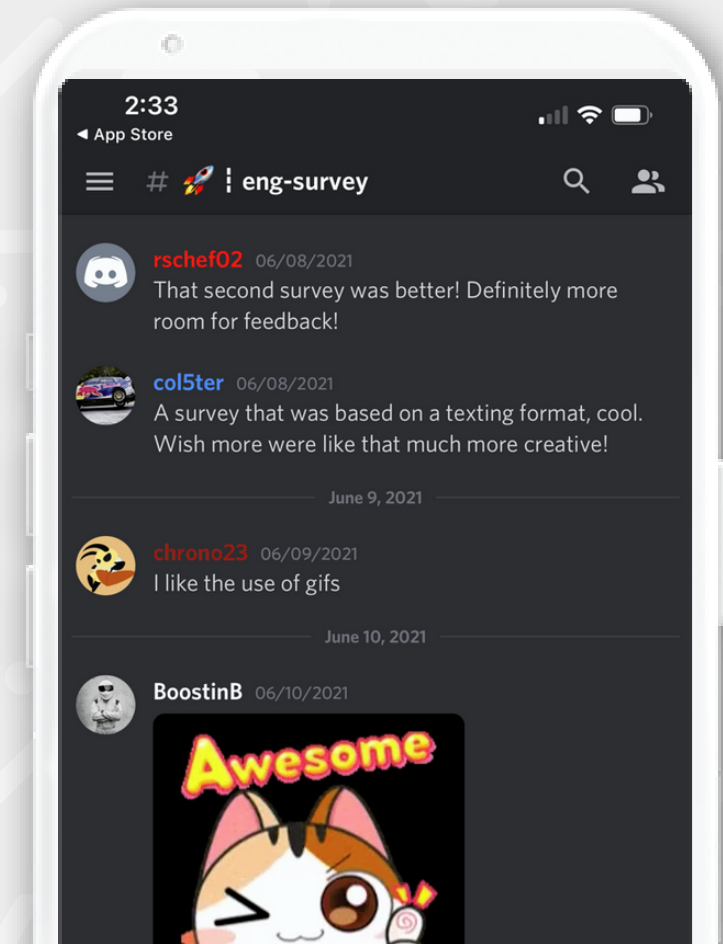 2:33
◀ App Store
# 🚀 ┆ eng-survey
rschef02 06/08/2021
That second survey was better! Definitely more
room for feedback!
col5ter 06/08/2021
A survey that was based on a texting format, cool.
Wish more were like that much more creative!
June 9, 2021
chrono23 06/09/2021
I like the use of gifs
June 10, 2021
BoostinB 06/10/2021
Awesome